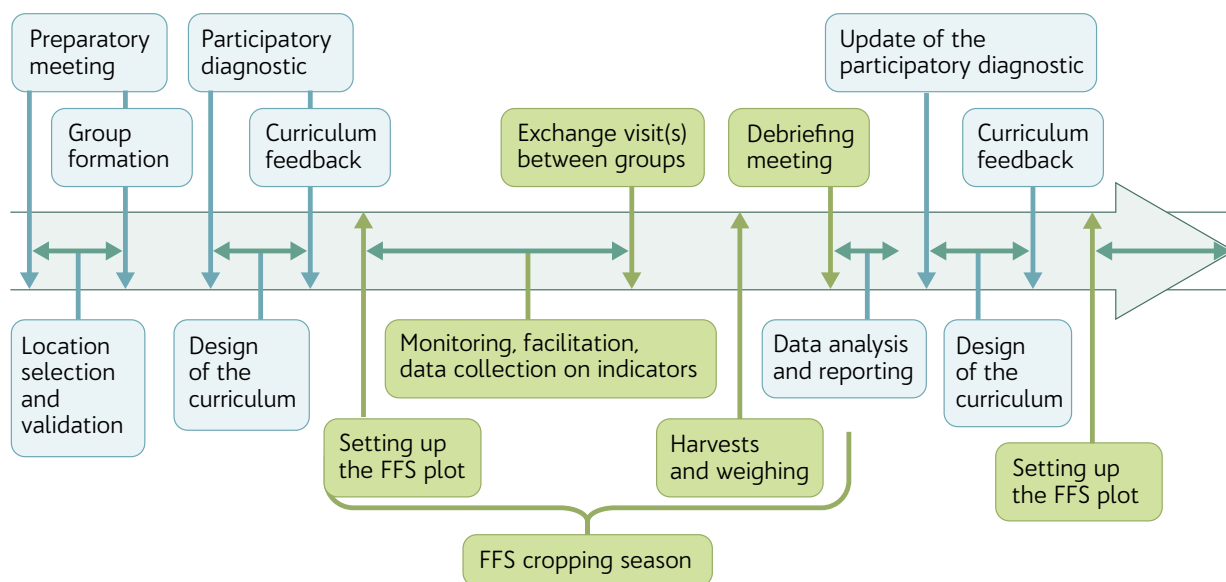 Preparatory
meeting
Participatory
diagnostic
Update of the
participatory diagnostic
Group
formation
Curriculum
feedback
Exchange visit(s)
between groups
Debriefing
meeting
Curriculum
feedback
Location
selection
and
validation
Design
of the
curriculum
Monitoring, facilitation,
data collection on indicators
Data analysis
and reporting
Design
of the
curriculum
Setting up
the FFS plot
Harvests
and weighing
Setting up
the FFS plot
FFS cropping season